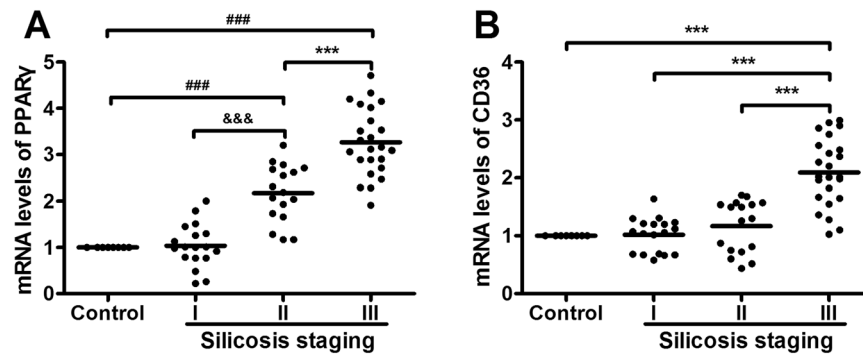 A
mRNA levels of PPARγ
5
4
3
2
1
0
###
###
***
&&&
Control
I
II
III
Silicosis staging
B
mRNA levels of CD36
4
3
2
1
0
***
***
***
Control
I
II
III
Silicosis staging